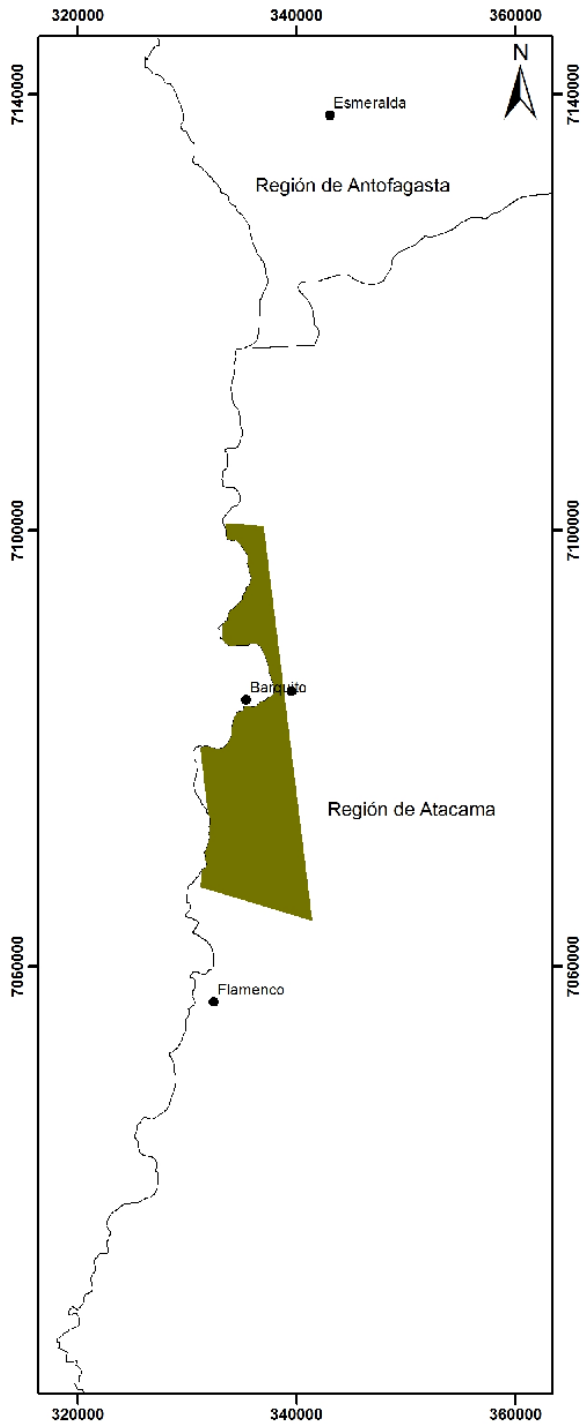 320000 340000 360000
N
7140000 7140000
Esmeralda
Región de Antofagasta
7100000 7100000
Barquito
Región de Atacama
7060000 7060000
Flamenco
320000 340000 360000